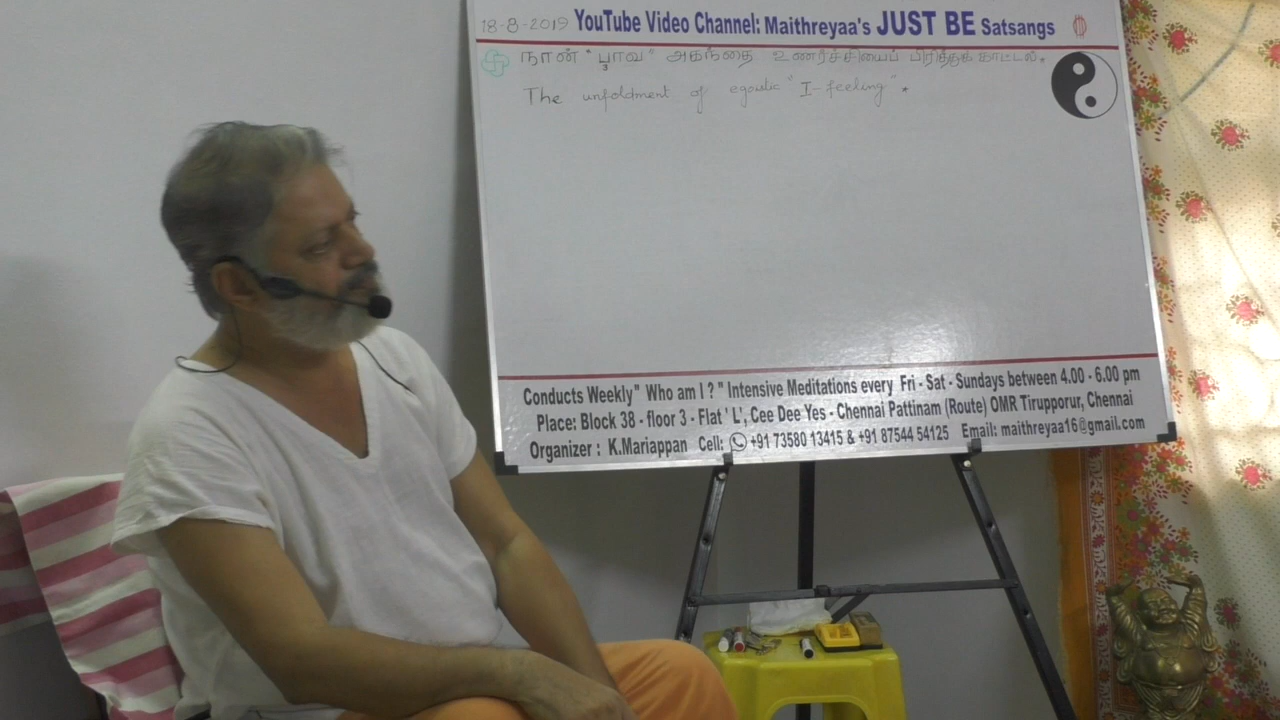 18-8-2019 YouTube Video Channel: Maithreyaa's JUST BE Satsangs
நான் "பாவ" அகந்தை உணர்ச்சியைப் பிரித்துக் காட்டல்.
3
The unfoldment of egoistic "I-feeling" .
Conducts Weekly" Who am I ? " Intensive Meditations every Fri - Sat - Sundays between 4.00 - 6.00 pm
Place: Block 38 - floor 3 - Flat ' L', Cee Dee Yes - Chennai Pattinam (Route) OMR Tirupporur, Chennai
Organizer : K.Mariappan Cell: +91 73580 13415 & +91 87544 54125 Email: maithreyaa16@gmail.com